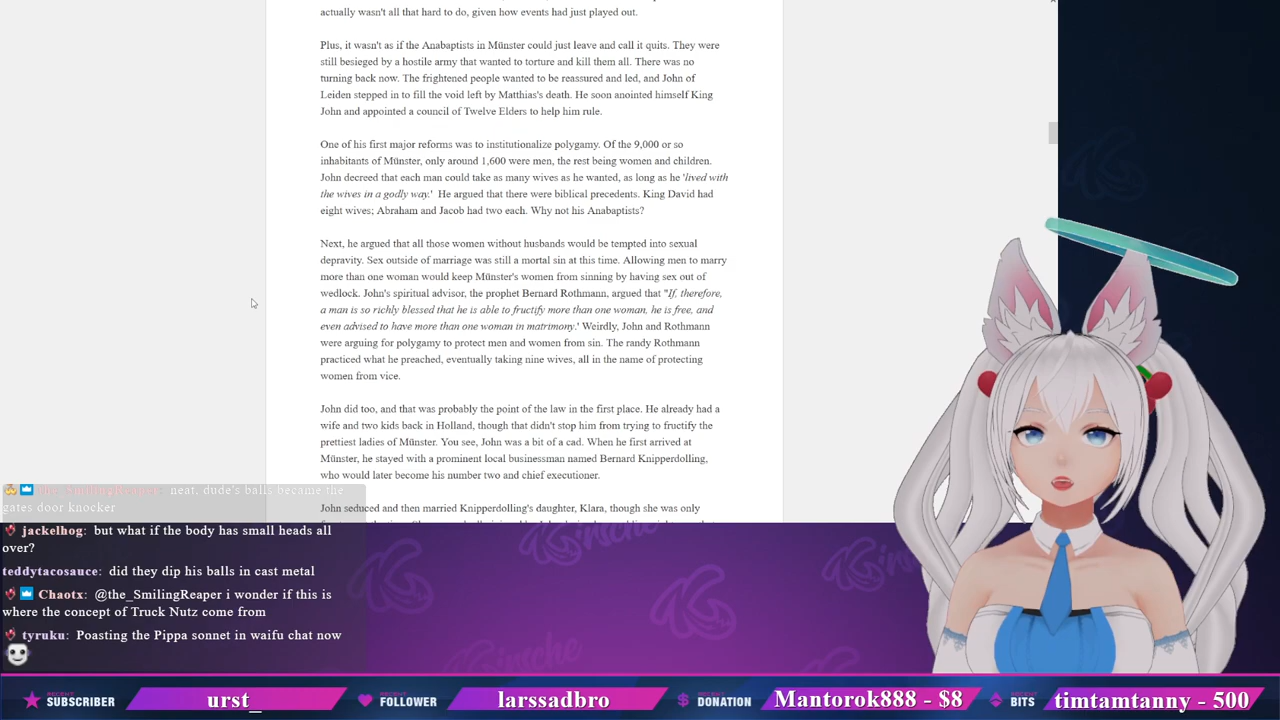 actually wasn't all that hard to do, given how events had just played out.
Plus, it wasn't as if the Anabaptists in Münster could just leave and call it quits. They were
still besieged by a hostile army that wanted to torture and kill them all. There was no
turning back now. The frightened people wanted to be reassured and led, and John of
Leiden stepped in to fill the void left by Matthias's death. He soon anointed himself King
John and appointed a council of Twelve Elders to help him rule.
One of his first major reforms was to institutionalize polygamy. Of the 9,000 or so
inhabitants of Münster, only around 1,600 were men, the rest being women and children.
John decreed that each man could take as many wives as he wanted, as long as he 'lived with
the wives in a godly way.' He argued that there were biblical precedents. King David had
eight wives; Abraham and Jacob had two each. Why not his Anabaptists?
Next, he argued that all those women without husbands would be tempted into sexual
depravity. Sex outside of marriage was still a mortal sin at this time. Allowing men to marry
more than one woman would keep Münster's women from sinning by having sex out of
wedlock. John's spiritual advisor, the prophet Bernard Rothmann, argued that "If, therefore,
a man is so richly blessed that he is able to fructify more than one woman, he is free, and
even advised to have more than one woman in matrimony.' Weirdly, John and Rothmann
were arguing for polygamy to protect men and women from sin. The randy Rothmann
practiced what he preached, eventually taking nine wives, all in the name of protecting
women from vice.
John did too, and that was probably the point of the law in the first place. He already had a
wife and two kids back in Holland, though that didn't stop him from trying to fructify the
prettiest ladies of Münster. You see, John was a bit of a cad. When he first arrived at
Münster, he stayed with a prominent local businessman named Bernard Knipperdolling,
who would later become his number two and chief executioner.
John seduced and then married Knipperdolling's daughter, Klara, though she was only
neat, dude's balls became the
gates door knocker
jackelhog: but what if the body has small heads all
over?
teddytacosauce: did they dip his balls in cast metal
Chaotx: @the_SmilingReaper i wonder if this is
where the concept of Truck Nutz come from
tyruku: Poasting the Pippa sonnet in waifu chat now
RECENT SUBSCRIBER urst_
RECENT FOLLOWER larssadbro
RECENT DONATION Mantorok888 - $8
RECENT BITS timtamtanny - 500